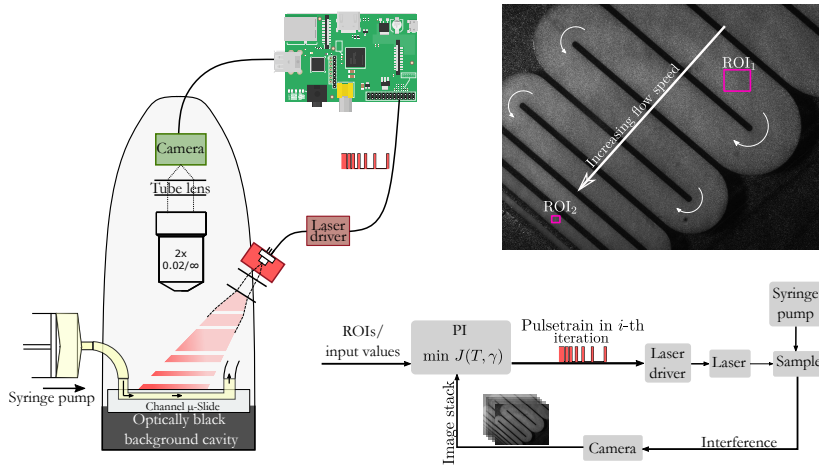 Camera
Tube lens
2x
0.02/∞
Laser
driver
Syringe pump
Channel μ-Slide
Optically black
background cavity
ROI₁
Increasing flow speed
ROI₂
ROIs/
input values
PI
min J(T, γ)
Pulsetrain in i-th
iteration
Laser
driver
Laser
Syringe
pump
Sample
Image stack
Camera
Interference